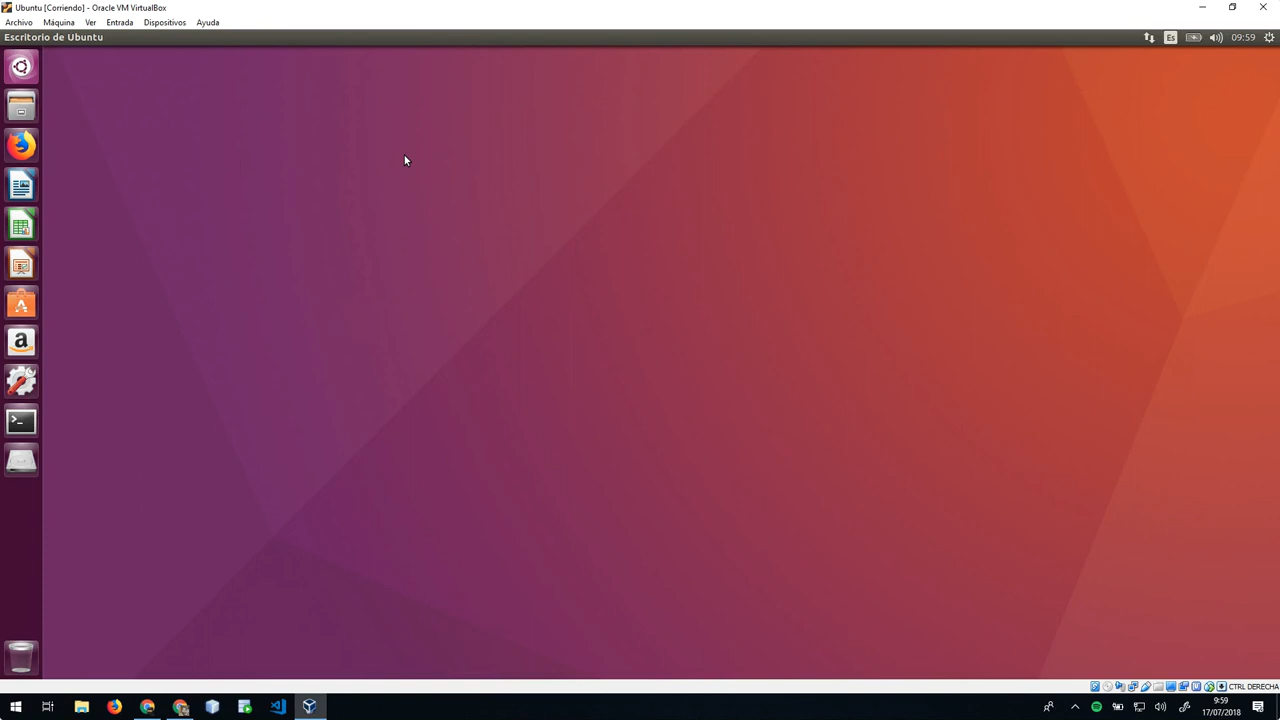 Ubuntu [Corriendo] - Oracle VM VirtualBox
Archivo Máquina Ver Entrada Dispositivos Ayuda
Escritorio de Ubuntu Es 09:59
CTRL DERECHA
9:59
17/07/2018